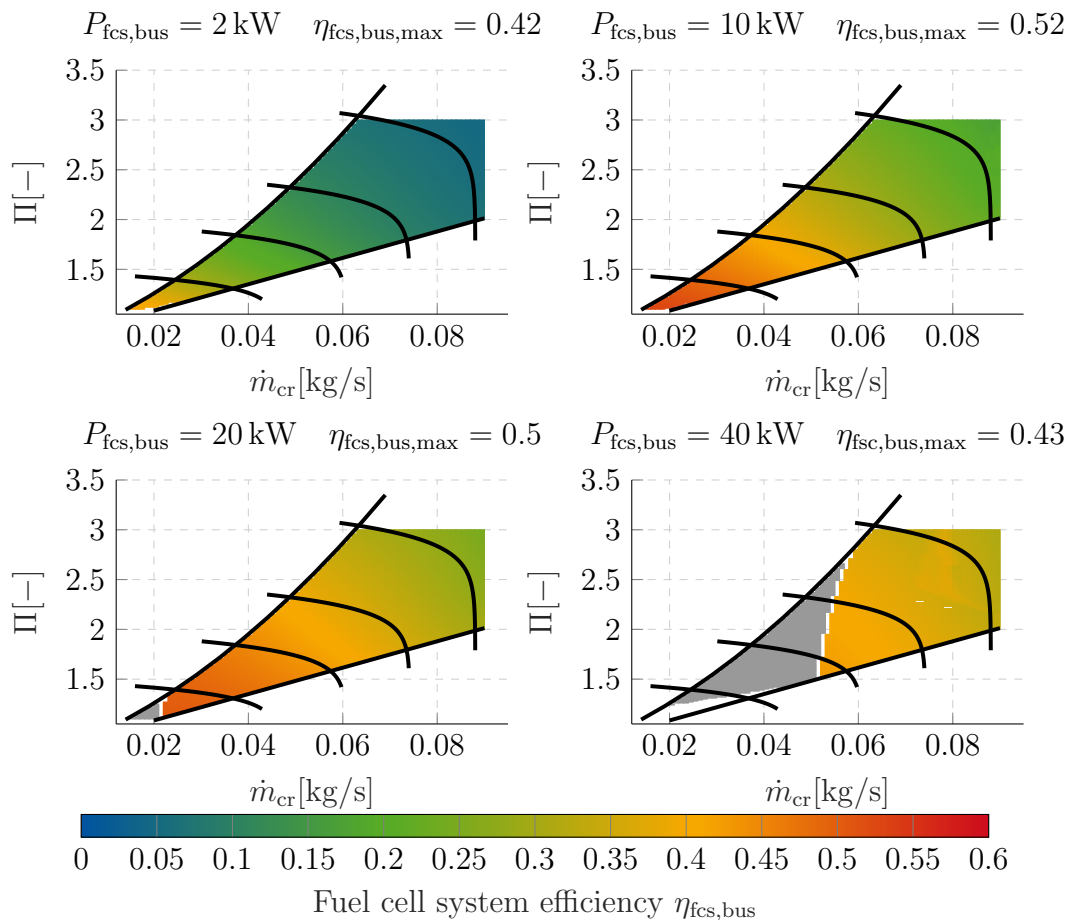 P_fcs,bus = 2 kW η_fcs,bus,max = 0.42
3.5
3
2.5
2
1.5
Π[−]
0.02 0.04 0.06 0.08
ṁ_cr[kg/s]
P_fcs,bus = 10 kW η_fcs,bus,max = 0.52
3.5
3
2.5
2
1.5
Π[−]
0.02 0.04 0.06 0.08
ṁ_cr[kg/s]
P_fcs,bus = 20 kW η_fcs,bus,max = 0.5
3.5
3
2.5
2
1.5
Π[−]
0.02 0.04 0.06 0.08
ṁ_cr[kg/s]
P_fcs,bus = 40 kW η_fsc,bus,max = 0.43
3.5
3
2.5
2
1.5
Π[−]
0.02 0.04 0.06 0.08
ṁ_cr[kg/s]
0 0.05 0.1 0.15 0.2 0.25 0.3 0.35 0.4 0.45 0.5 0.55 0.6
Fuel cell system efficiency η_fcs,bus